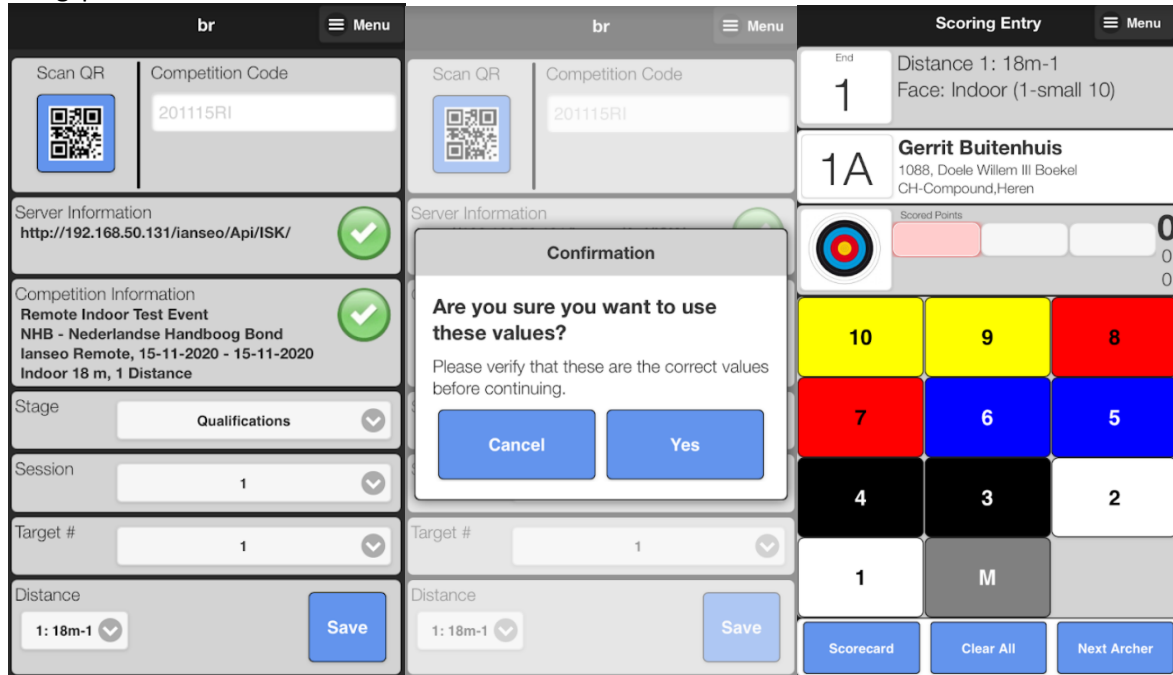 br
Menu
Scan QR
Competition Code
201115RI
Server Information
http://192.168.50.131/ianseo/Api/ISK/
Competition Information
Remote Indoor Test Event
NHB - Nederlandse Handboog Bond
Ianseo Remote, 15-11-2020 - 15-11-2020
Indoor 18 m, 1 Distance
Stage
Qualifications
Session
1
Target #
1
Distance
1: 18m-1
Save
br
Menu
Scan QR
Competition Code
201115RI
Server Information
Confirmation
Are you sure you want to use
these values?
Please verify that these are the correct values
before continuing.
Cancel
Yes
Target #
1
Distance
1: 18m-1
Save
Scoring Entry
Menu
End
1
Distance 1: 18m-1
Face: Indoor (1-small 10)
1A
Gerrit Buitenhuis
1088, Doele Willem III Boekel
CH-Compound,Heren
Scored Points
0
0
0
10
9
8
7
6
5
4
3
2
1
M
Scorecard
Clear All
Next Archer